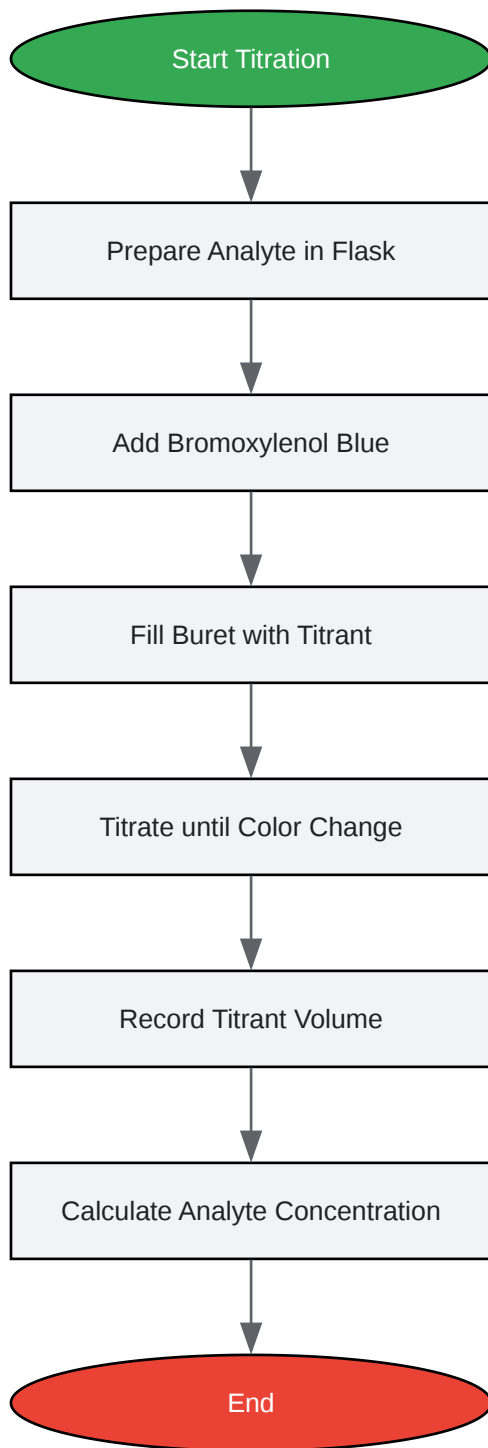 Start Titration
Prepare Analyte in Flask
Add Bromoxylenol Blue
Fill Buret with Titrant
Titrate until Color Change
Record Titrant Volume
Calculate Analyte Concentration
End